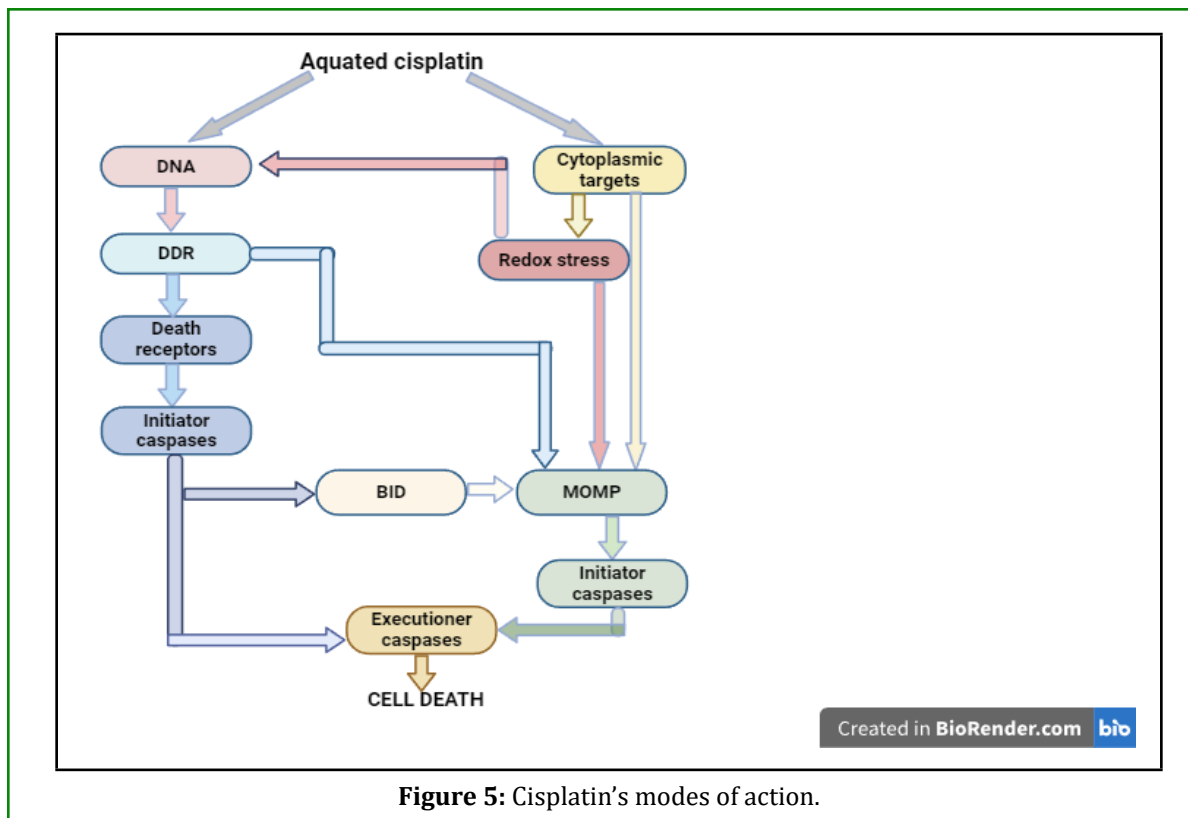 Aquated cisplatin
DNA
Cytoplasmic
targets
DDR
Redox stress
Death
receptors
Initiator
caspases
BID
MOMP
Initiator
caspases
Executioner
caspases
CELL DEATH
Created in BioRender.com bio
Figure 5: Cisplatin’s modes of action.